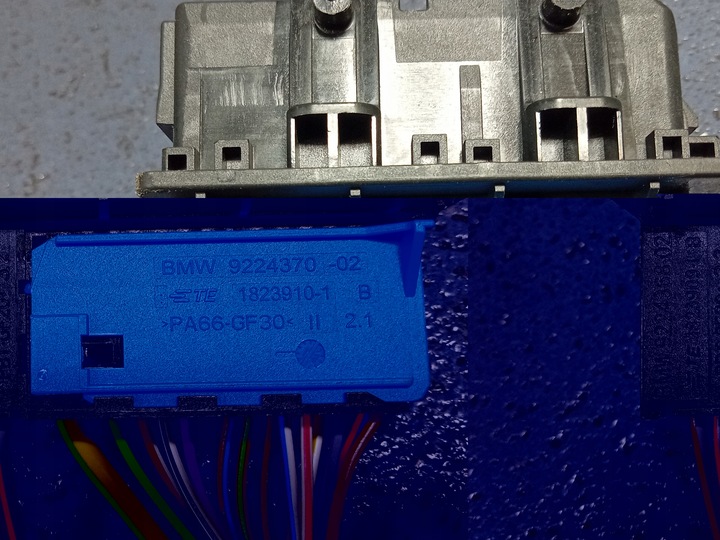 BMW 9224370 -02
TE 1823910-1 B
>PA66-GF30< II 2.1